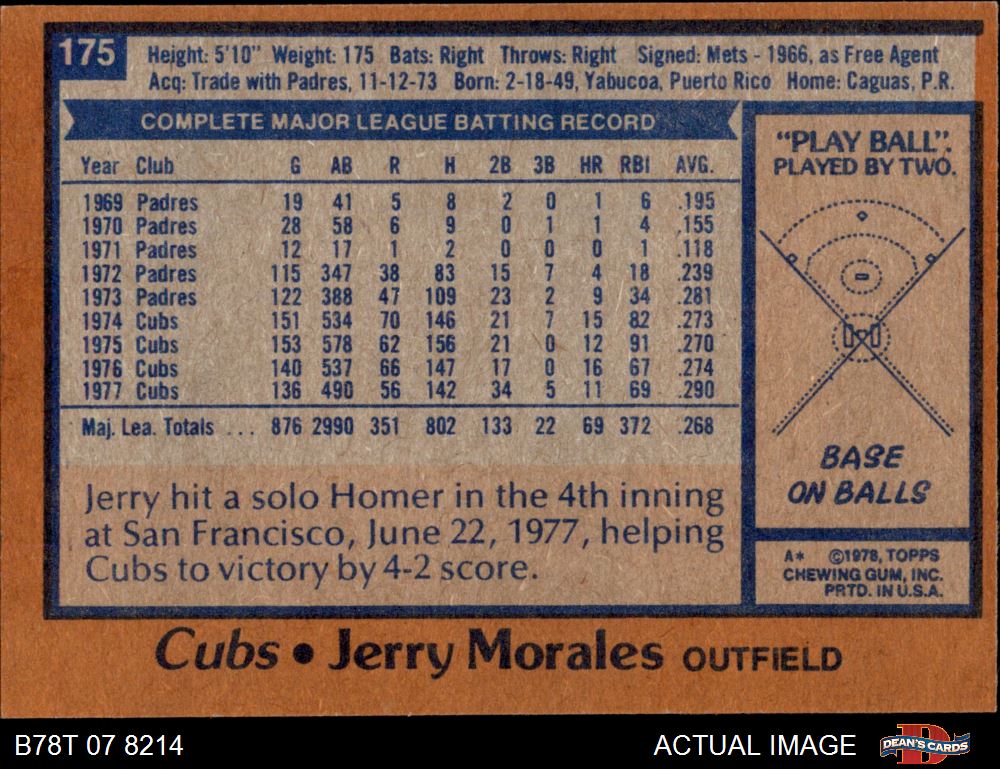 175
Height: 5'10" Weight: 175 Bats: Right Throws: Right Signed: Mets - 1966, as Free Agent
Acq: Trade with Padres, 11-12-73 Born: 2-18-49, Yabucoa, Puerto Rico Home: Caguas, P.R.
COMPLETE MAJOR LEAGUE BATTING RECORD
Year Club G AB R H 2B 3B HR RBI AVG.
1969 Padres 19 41 5 8 2 0 1 6 .195
1970 Padres 28 58 6 9 0 1 1 4 .155
1971 Padres 12 17 1 2 0 0 0 1 .118
1972 Padres 115 347 38 83 15 7 4 18 .239
1973 Padres 122 388 47 109 23 2 9 34 .281
1974 Cubs 151 534 70 146 21 7 15 82 .273
1975 Cubs 153 578 62 156 21 0 12 91 .270
1976 Cubs 140 537 66 147 17 0 16 67 .274
1977 Cubs 136 490 56 142 34 5 11 69 .290
Maj. Lea. Totals ... 876 2990 351 802 133 22 69 372 .268
Jerry hit a solo Homer in the 4th inning
at San Francisco, June 22, 1977, helping
Cubs to victory by 4-2 score.
"PLAY BALL":
PLAYED BY TWO.
BASE
ON BALLS
A* ©1978, TOPPS
CHEWING GUM, INC.
PRTD. IN U.S.A.
Cubs • Jerry Morales OUTFIELD
B78T 07 8214
ACTUAL IMAGE
DEAN'S CARDS